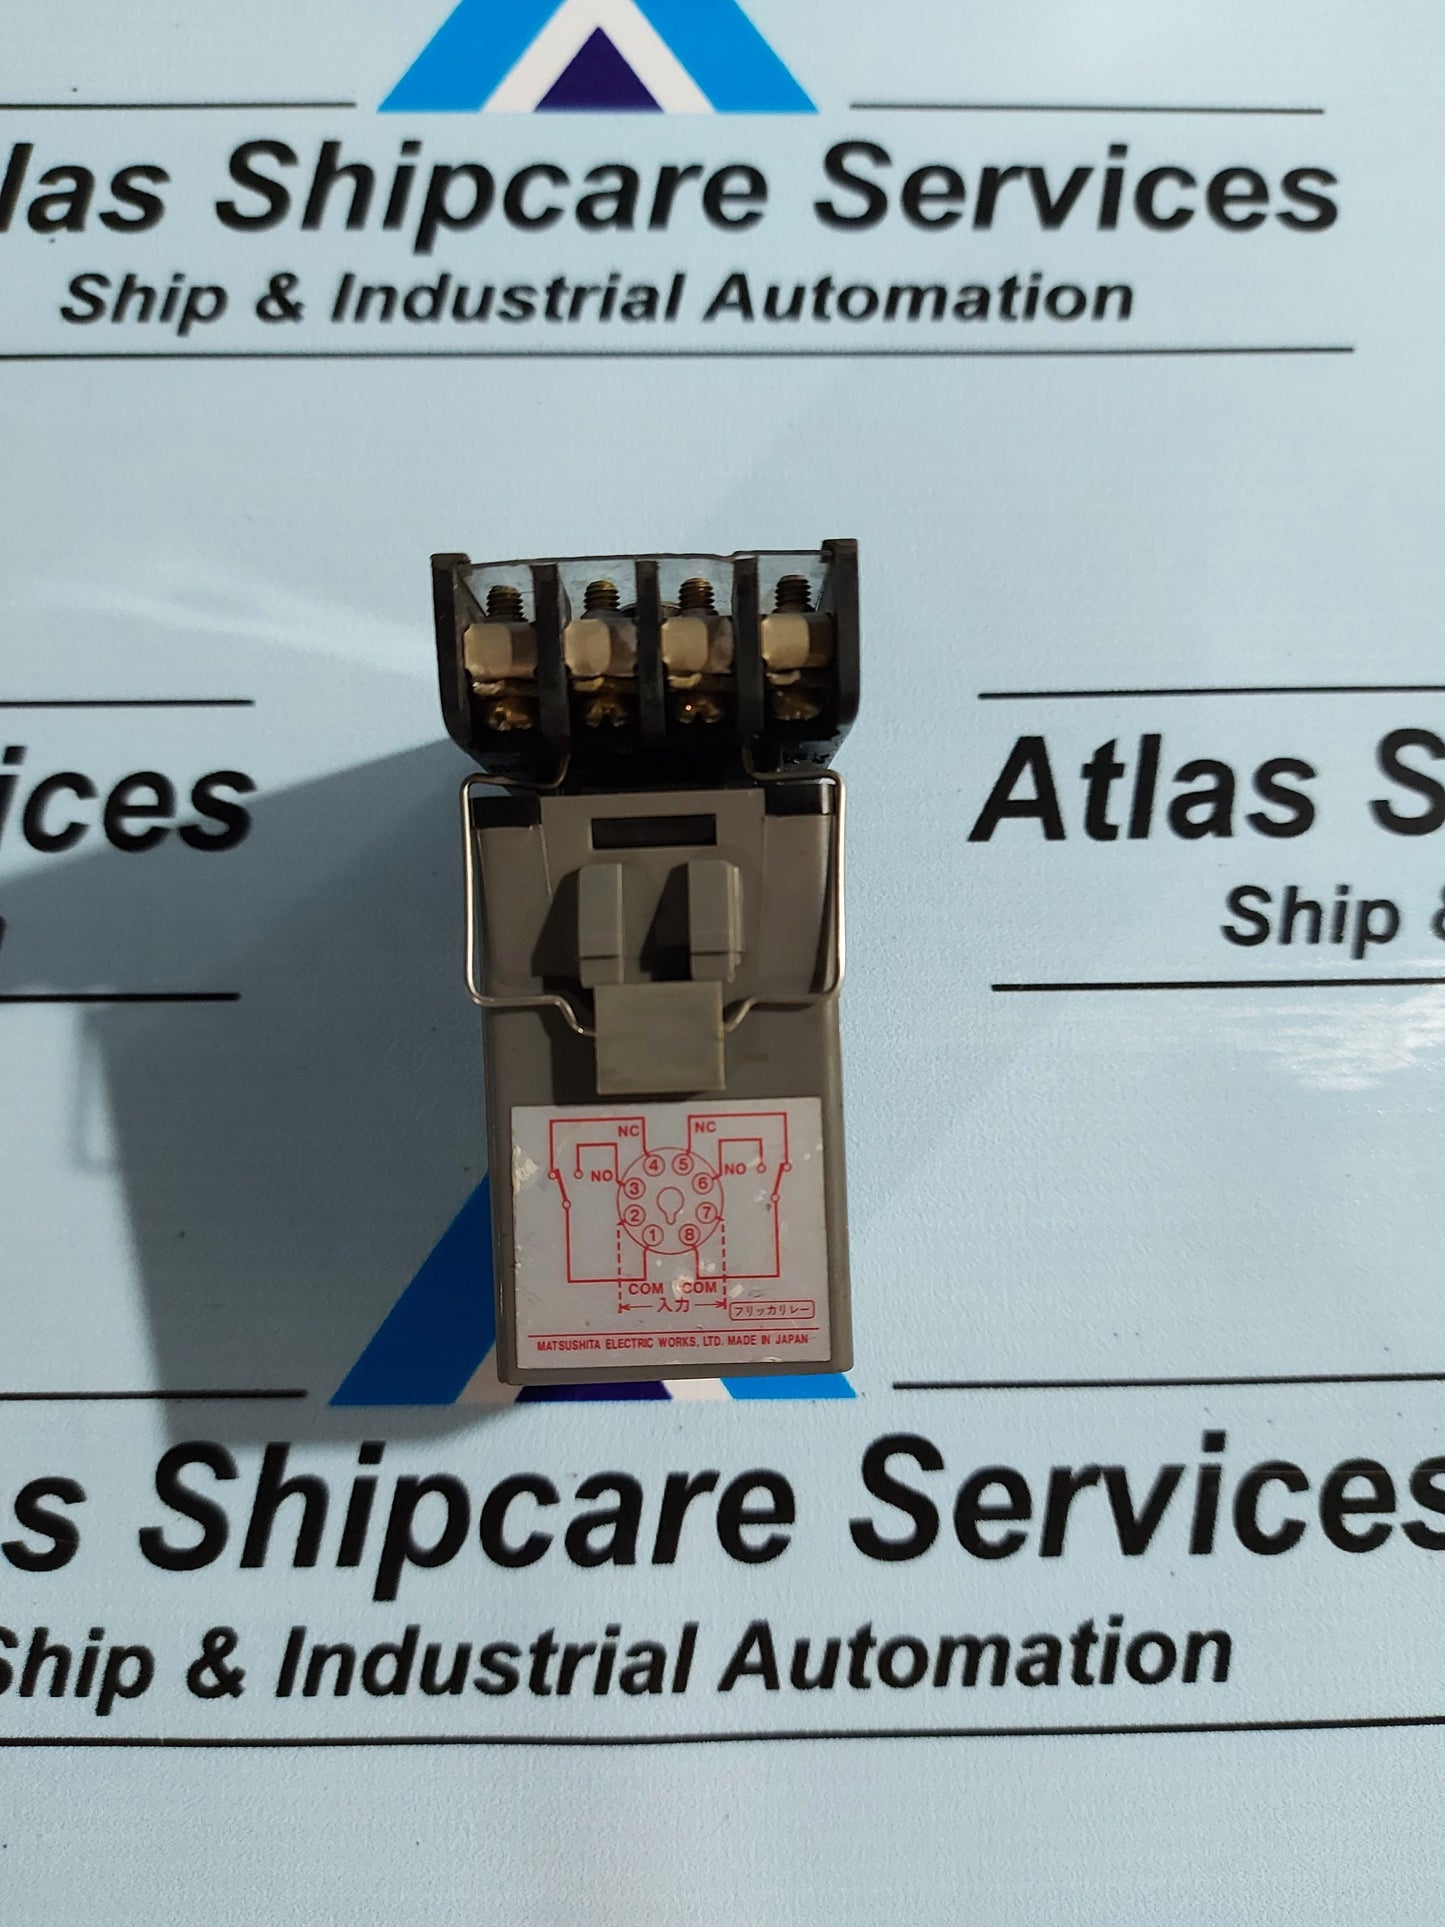 las Shipcare Services
Ship & Industrial Automation
ices
Atlas S
Ship &
NC NC
NO NO
4 5
3 6
2 7
1 8
COM COM
入力
フリッカリレー
MATSUSHITA ELECTRIC WORKS, LTD. MADE IN JAPAN
s Shipcare Services
Ship & Industrial Automation